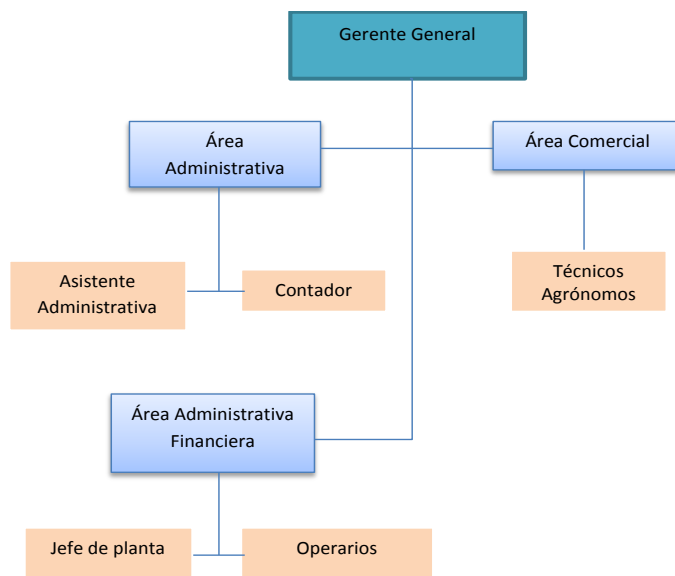 Gerente General
Área
Administrativa
Área Comercial
Asistente
Administrativa
Contador
Técnicos
Agrónomos
Área Administrativa
Financiera
Jefe de planta
Operarios